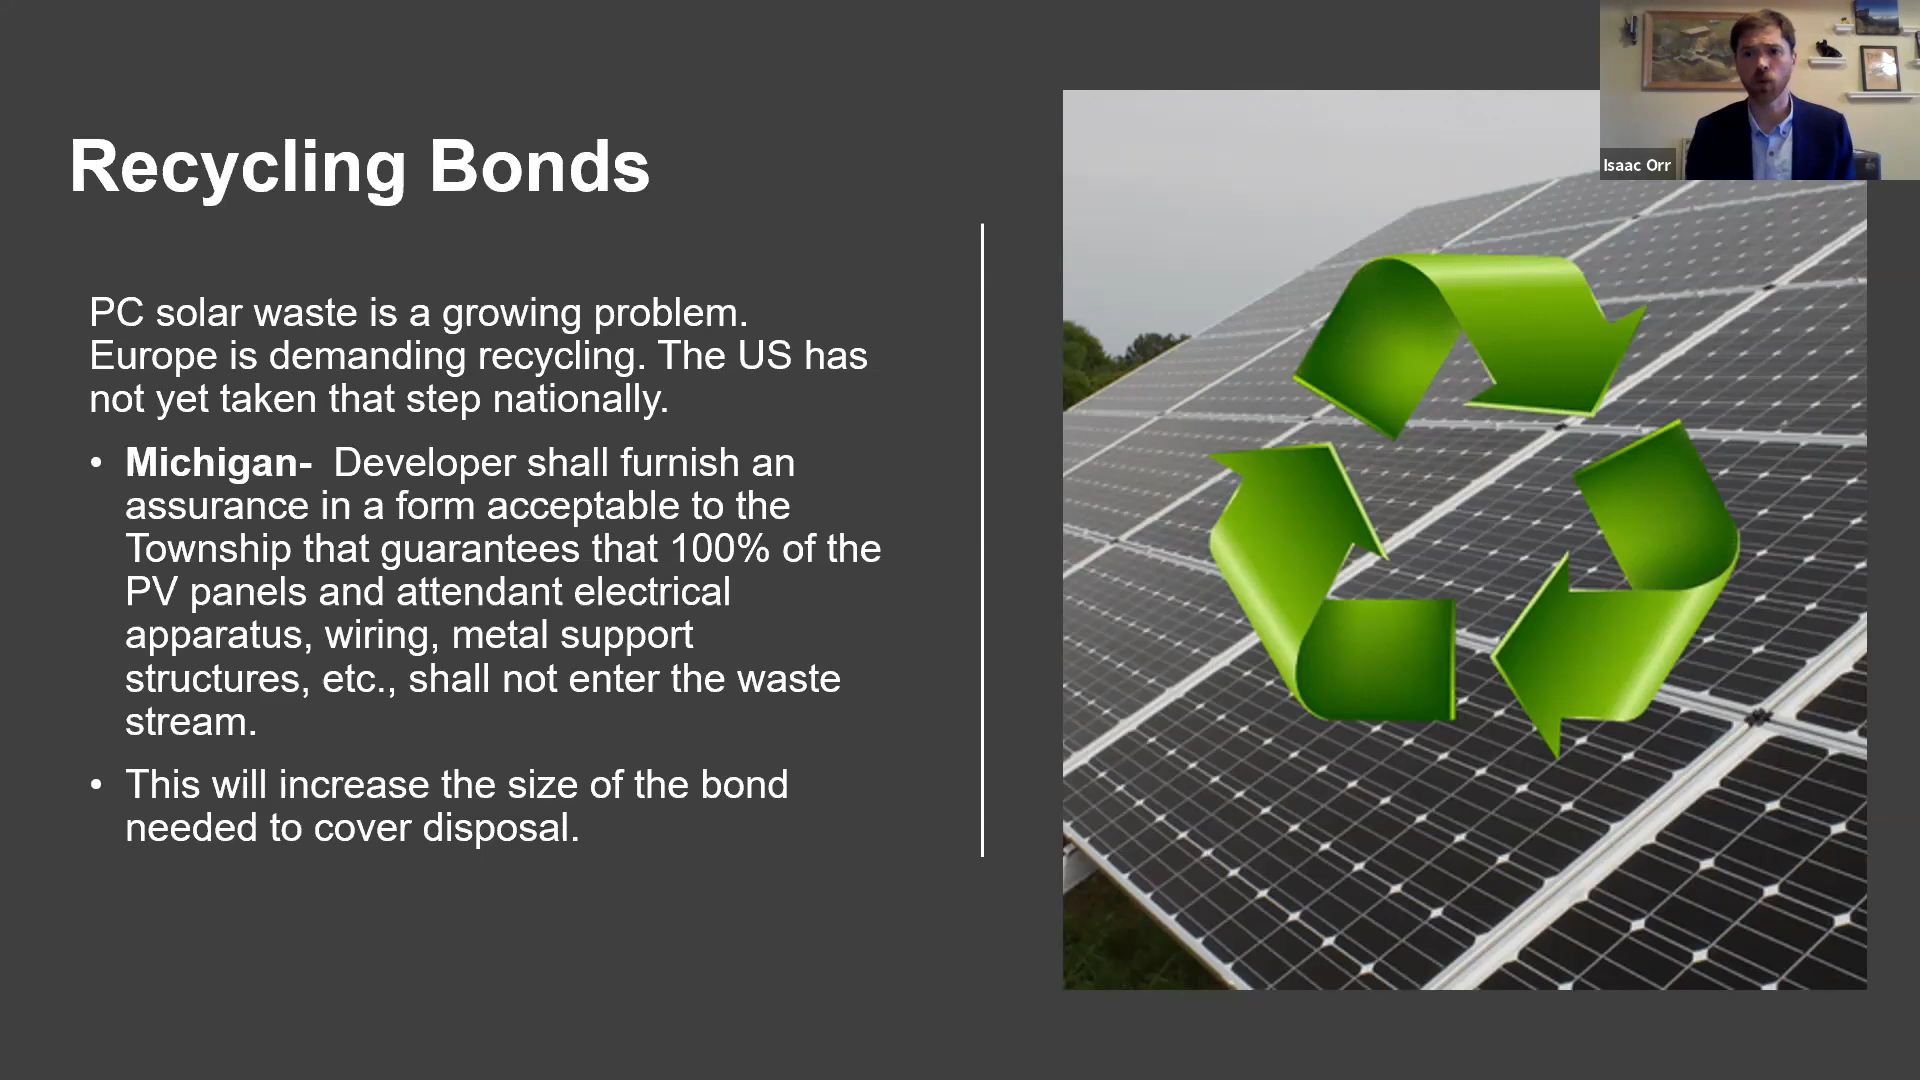 Recycling Bonds
PC solar waste is a growing problem.
Europe is demanding recycling. The US has
not yet taken that step nationally.
• Michigan- Developer shall furnish an
assurance in a form acceptable to the
Township that guarantees that 100% of the
PV panels and attendant electrical
apparatus, wiring, metal support
structures, etc., shall not enter the waste
stream.
• This will increase the size of the bond
needed to cover disposal.
Isaac Orr